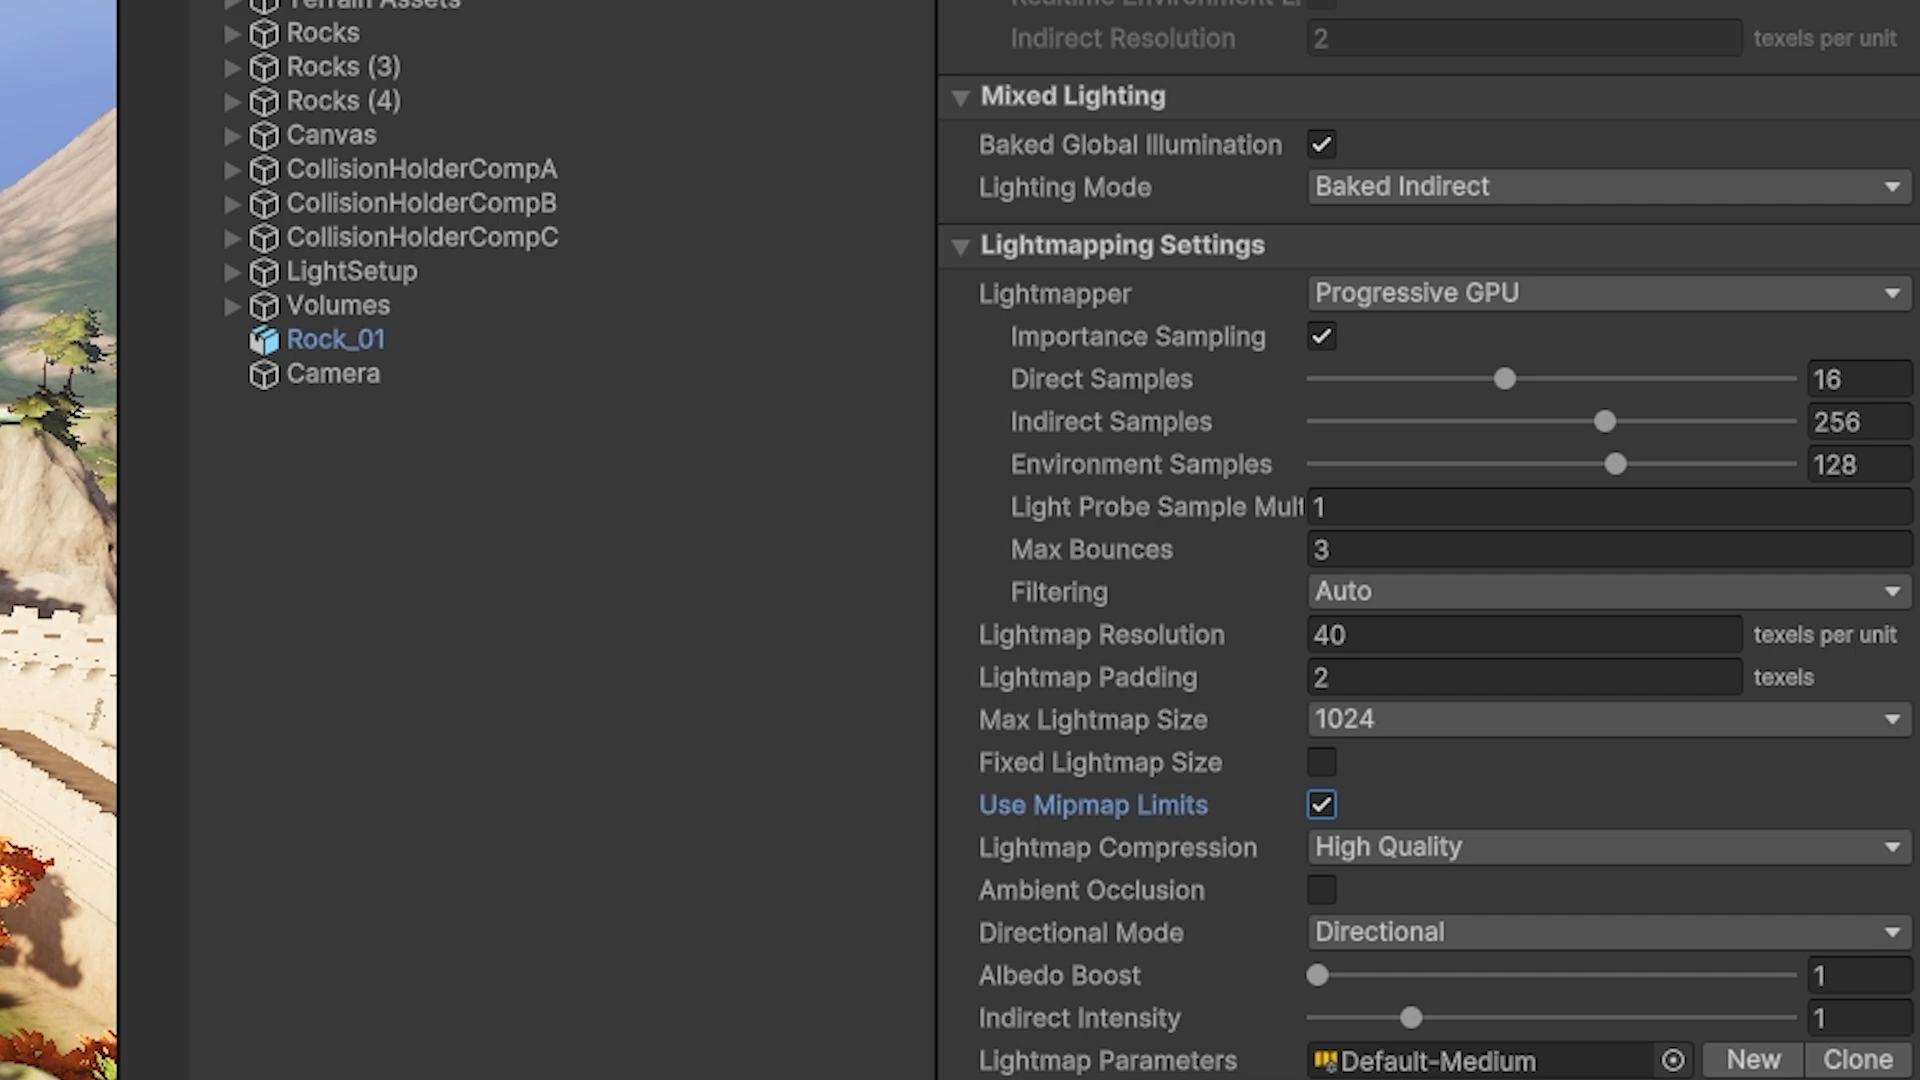 Terrain Assets
Rocks
Rocks (3)
Rocks (4)
Canvas
CollisionHolderCompA
CollisionHolderCompB
CollisionHolderCompC
LightSetup
Volumes
Rock_01
Camera
Realtime Environment Li
Indirect Resolution 2 texels per unit
Mixed Lighting
Baked Global Illumination
Lighting Mode Baked Indirect
Lightmapping Settings
Lightmapper Progressive GPU
Importance Sampling
Direct Samples 16
Indirect Samples 256
Environment Samples 128
Light Probe Sample Mult 1
Max Bounces 3
Filtering Auto
Lightmap Resolution 40 texels per unit
Lightmap Padding 2 texels
Max Lightmap Size 1024
Fixed Lightmap Size
Use Mipmap Limits
Lightmap Compression High Quality
Ambient Occlusion
Directional Mode Directional
Albedo Boost 1
Indirect Intensity 1
Lightmap Parameters Default-Medium New Clone